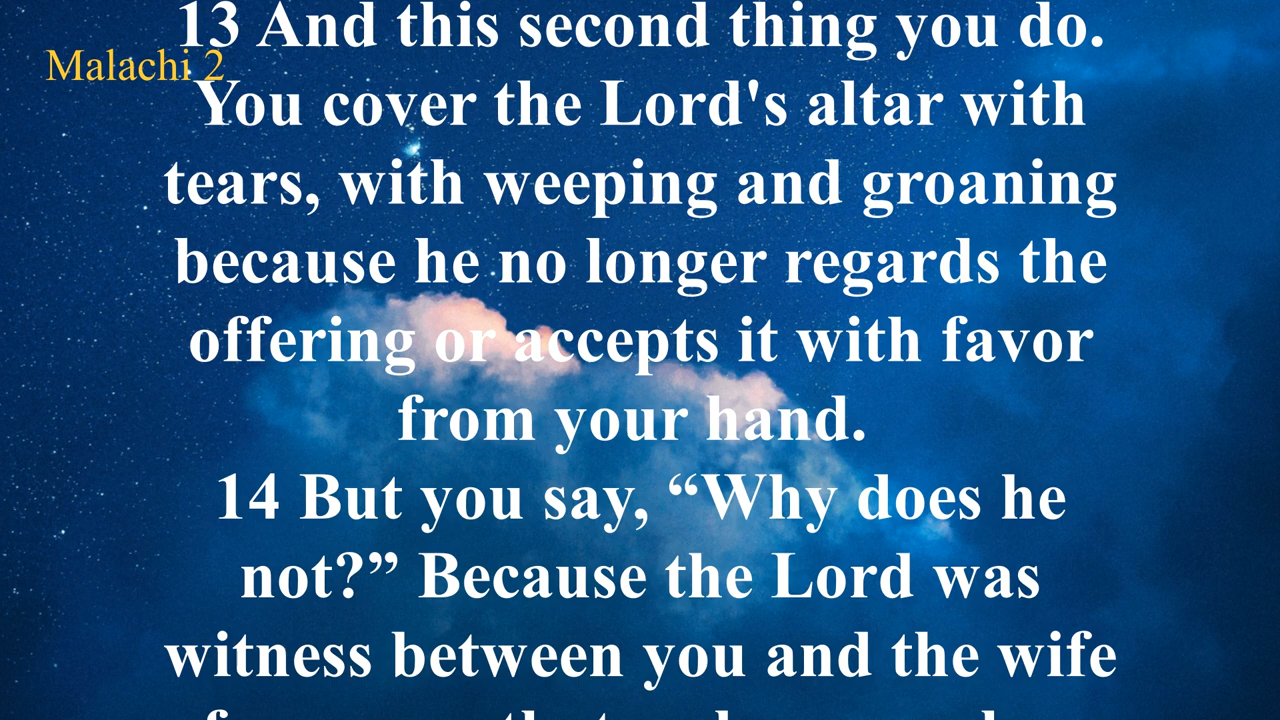 13 And this second thing you do.
Malachi 2
You cover the Lord's altar with
tears, with weeping and groaning
because he no longer regards the
offering or accepts it with favor
from your hand.
14 But you say, “Why does he
not?” Because the Lord was
witness between you and the wife